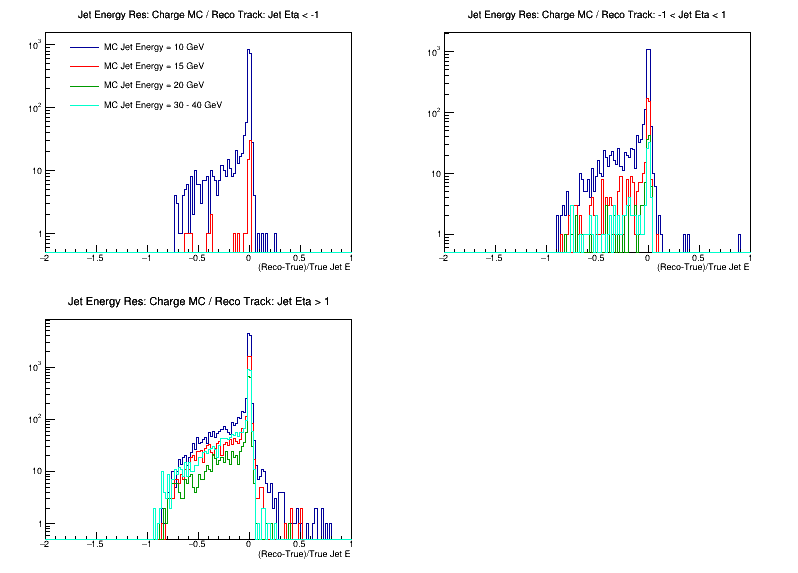 Jet Energy Res: Charge MC / Reco Track: Jet Eta < -1
10³
10²
10
1
MC Jet Energy = 10 GeV
MC Jet Energy = 15 GeV
MC Jet Energy = 20 GeV
MC Jet Energy = 30 - 40 GeV
−2 −1.5 −1 −0.5 0 0.5 1
(Reco-True)/True Jet E
Jet Energy Res: Charge MC / Reco Track: -1 < Jet Eta < 1
10³
10²
10
1
−2 −1.5 −1 −0.5 0 0.5 1
(Reco-True)/True Jet E
Jet Energy Res: Charge MC / Reco Track: Jet Eta > 1
10³
10²
10
1
−2 −1.5 −1 −0.5 0 0.5 1
(Reco-True)/True Jet E